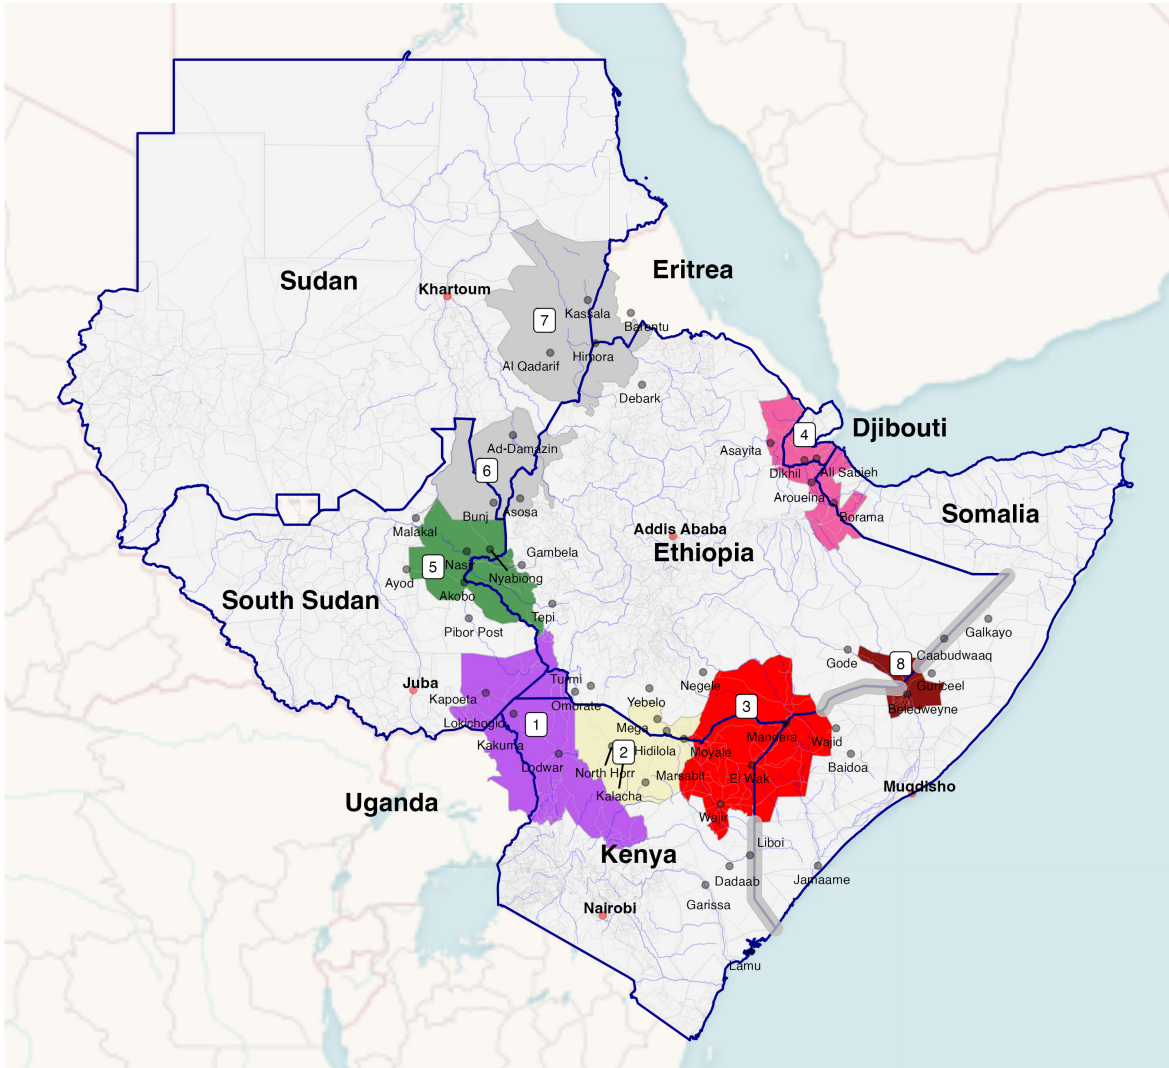 Sudan
Khartoum
Eritrea
7
Kassala
Barentu
Himora
Al Qadarif
Debark
4
Djibouti
Ad-Damazin
Asayita
6
Dikhil
Ali Sabieh
Aroueina
Bunj
Asosa
Borama
Somalia
Malakal
Addis Ababa
Ethiopia
Gambela
Nasir
5
Nyabiong
Ayod
Akobo
South Sudan
Tepi
Pibor Post
Galkayo
Caabudwaaq
Gode
8
Guriceel
Juba
Turmi
Negele
Kapoeta
Omorate
Yebelo
3
Beledweyne
Lokichogio
1
Mega
Mandera
Wajid
Kakuma
Hidilola
2
Moyale
Lodwar
North Horr
Baidoa
Marsabit
El Wak
Muqdisho
Kalacha
Uganda
Wajir
Liboi
Kenya
Dadaab
Jamaame
Garissa
Nairobi
Lamu